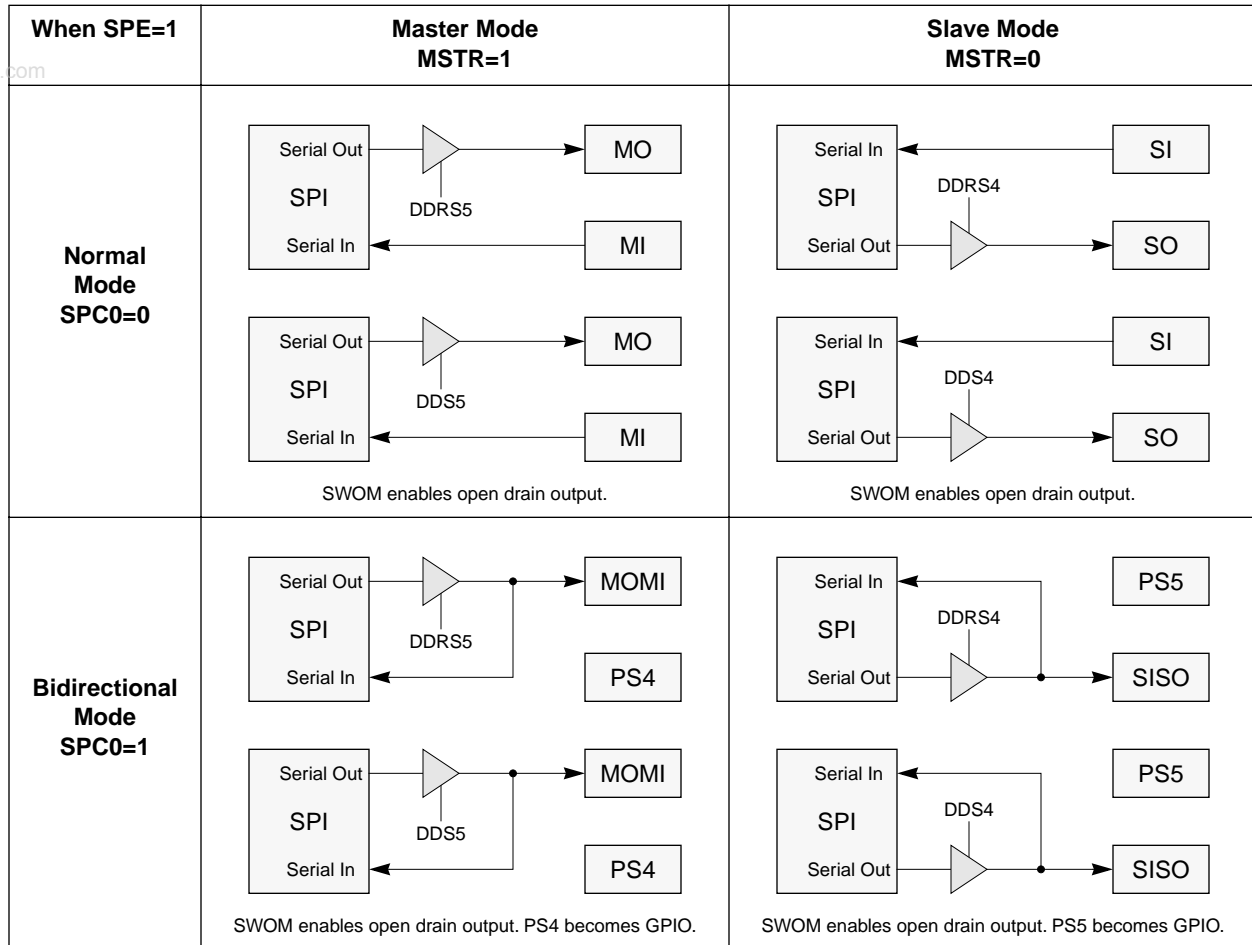 When SPE=1
Master Mode
MSTR=1
Slave Mode
MSTR=0
.com
Normal
Mode
SPC0=0
Serial Out
SPI
Serial In
DDRS5
MO
MI
Serial Out
SPI
Serial In
DDS5
MO
MI
SWOM enables open drain output.
Serial In
SPI
Serial Out
DDRS4
SI
SO
Serial In
SPI
Serial Out
DDS4
SI
SO
SWOM enables open drain output.
Bidirectional
Mode
SPC0=1
Serial Out
SPI
Serial In
DDRS5
MOMI
PS4
Serial Out
SPI
Serial In
DDS5
MOMI
PS4
SWOM enables open drain output. PS4 becomes GPIO.
Serial In
SPI
Serial Out
DDRS4
PS5
SISO
Serial In
SPI
Serial Out
DDS4
PS5
SISO
SWOM enables open drain output. PS5 becomes GPIO.